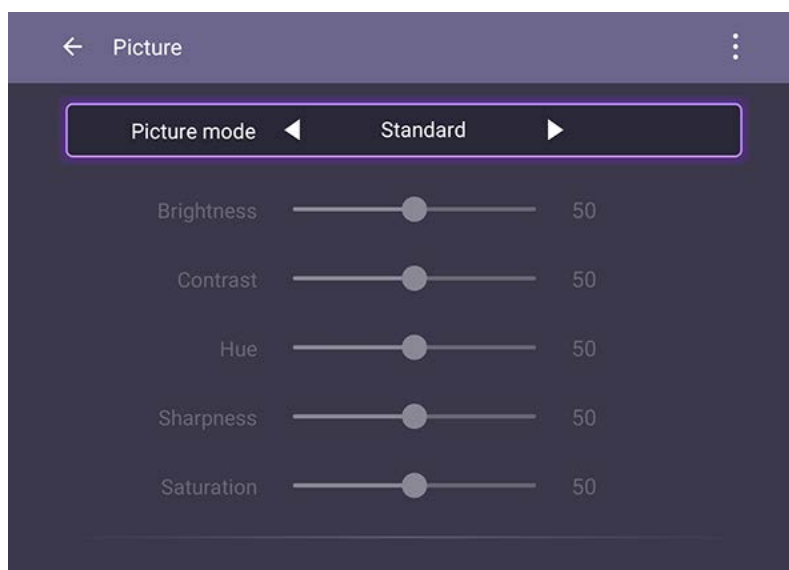 Picture
Picture mode Standard
Brightness 50
Contrast 50
Hue 50
Sharpness 50
Saturation 50